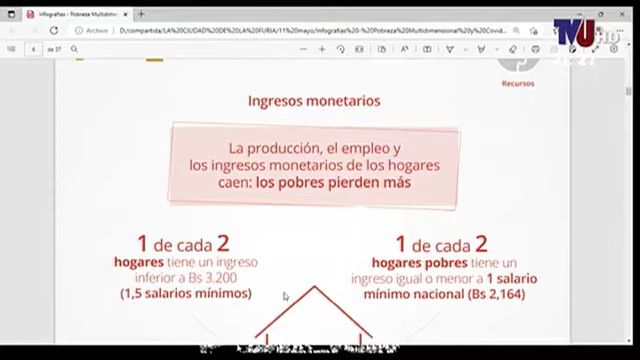 Infografías - Pobreza Multidimen
Archivo
D:/compartida/LA%20CIUDAD%20DE%20LA%20FURIA/11%20mayo/Infografias%20-%20Pobreza%20Multidimensional%20y%20Covid...
6 de 37
TVU HD
Recursos
Ingresos monetarios
La producción, el empleo y
los ingresos monetarios de los hogares
caen: los pobres pierden más
1 de cada 2
hogares tiene un ingreso
inferior a Bs 3.200
(1,5 salarios mínimos)
1 de cada 2
hogares pobres tiene un
ingreso igual o menor a 1 salario
mínimo nacional (Bs 2,164)